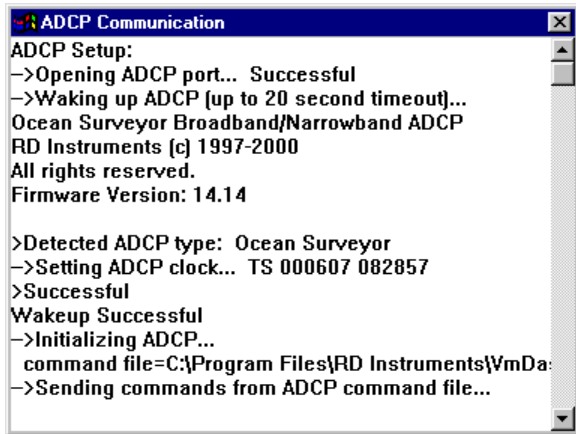 ADCP Communication
ADCP Setup:
->Opening ADCP port... Successful
->Waking up ADCP (up to 20 second timeout)...
Ocean Surveyor Broadband/Narrowband ADCP
RD Instruments (c) 1997-2000
All rights reserved.
Firmware Version: 14.14
>Detected ADCP type: Ocean Surveyor
->Setting ADCP clock... TS 000607 082857
>Successful
Wakeup Successful
->Initializing ADCP...
command file=C:\Program Files\RD Instruments\VmDa
->Sending commands from ADCP command file...